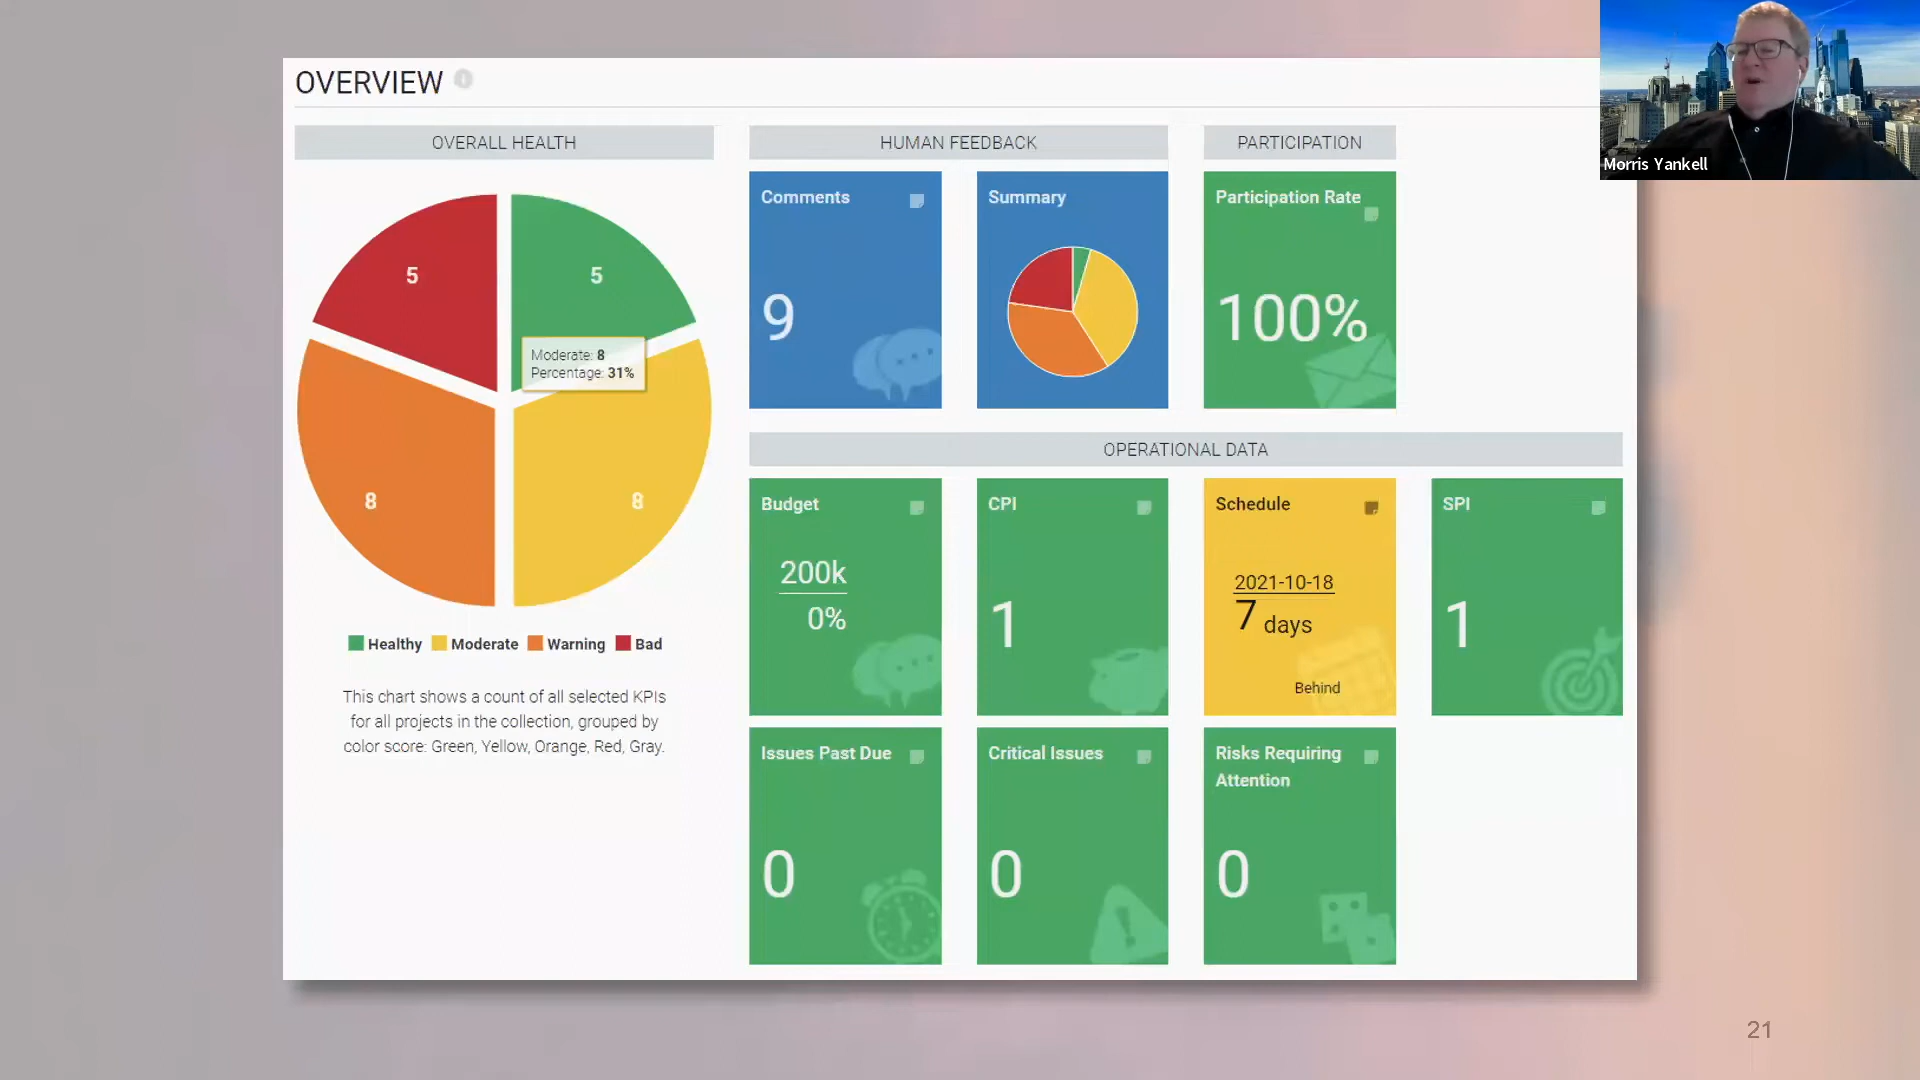 OVERVIEW
OVERALL HEALTH
5
5
Moderate: 8
Percentage: 31%
8
8
Healthy Moderate Warning Bad
This chart shows a count of all selected KPIs
for all projects in the collection, grouped by
color score: Green, Yellow, Orange, Red, Gray.
HUMAN FEEDBACK
Comments
9
Summary
PARTICIPATION
Participation Rate
100%
OPERATIONAL DATA
Budget
200k
0%
CPI
1
Schedule
2021-10-18
7 days
Behind
SPI
1
Issues Past Due
0
Critical Issues
0
Risks Requiring
Attention
0
Morris Yankell
21